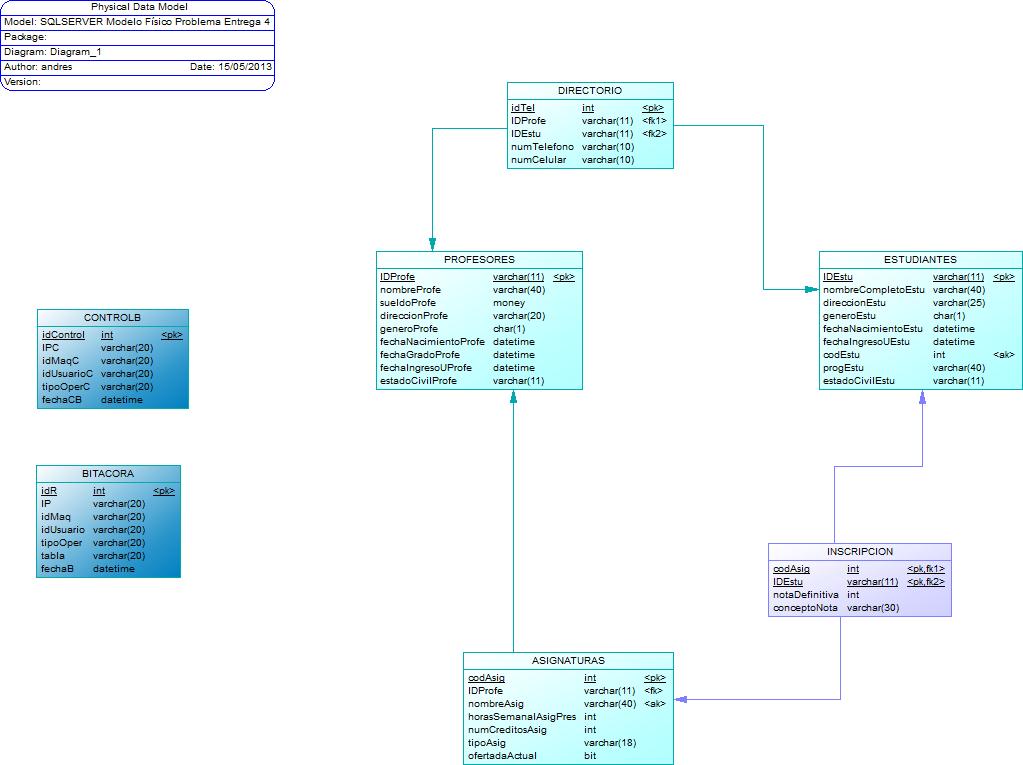 Physical Data Model
Model: SQLSERVER Modelo Físico Problema Entrega 4
Package:
Diagram: Diagram_1
Author: andres Date: 15/05/2013
Version:
DIRECTORIO
idTel int <pk>
IDProfe varchar(11) <fk1>
IDEstu varchar(11) <fk2>
numTelefono varchar(10)
numCelular varchar(10)
PROFESORES
IDProfe varchar(11) <pk>
nombreProfe varchar(40)
sueldoProfe money
direccionProfe varchar(20)
generoProfe char(1)
fechaNacimientoProfe datetime
fechaGradoProfe datetime
fechaIngresoUProfe datetime
estadoCivilProfe varchar(11)
ESTUDIANTES
IDEstu varchar(11) <pk>
nombreCompletoEstu varchar(40)
direccionEstu varchar(25)
generoEstu char(1)
fechaNacimientoEstu datetime
fechaIngresoUEstu datetime
codEstu int <ak>
progEstu varchar(40)
estadoCivilEstu varchar(11)
CONTROLB
idControl int <pk>
IPC varchar(20)
idMaqC varchar(20)
idUsuarioC varchar(20)
tipoOperC varchar(20)
fechaCB datetime
BITACORA
idR int <pk>
IP varchar(20)
idMaq varchar(20)
idUsuario varchar(20)
tipoOper varchar(20)
tabla varchar(20)
fechaB datetime
INSCRIPCION
codAsig int <pk,fk1>
IDEstu varchar(11) <pk,fk2>
notaDefinitiva int
conceptoNota varchar(30)
ASIGNATURAS
codAsig int <pk>
IDProfe varchar(11) <fk>
nombreAsig varchar(40) <ak>
horasSemanalAsigPres int
numCreditosAsig int
tipoAsig varchar(18)
ofertadaActual bit